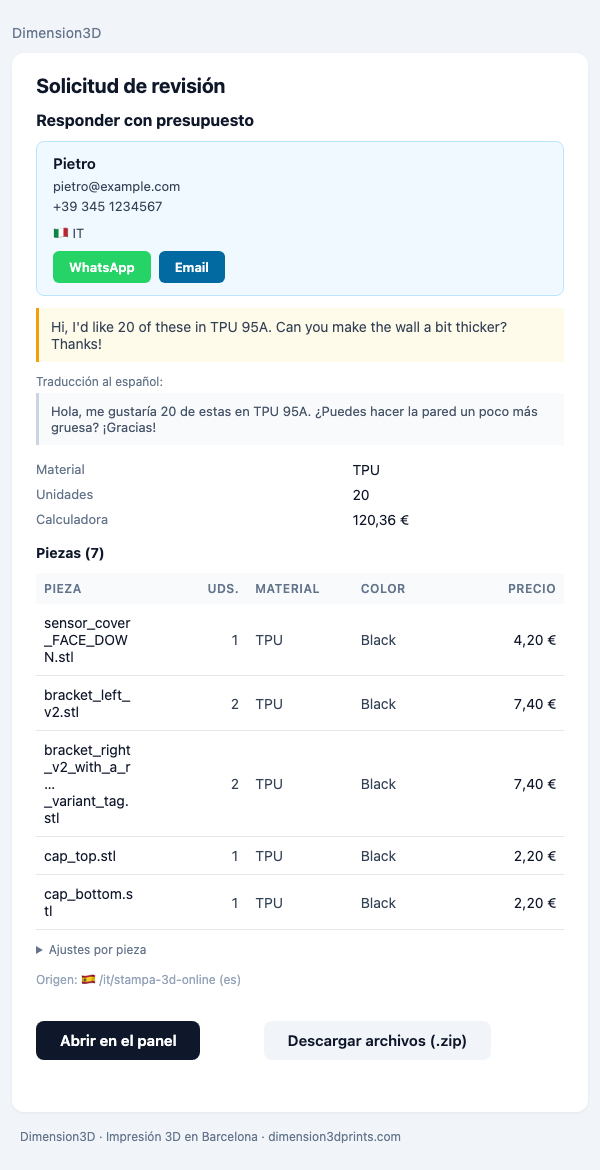 Dimension3D
Solicitud de revisión
Responder con presupuesto
Pietro
pietro@example.com
+39 345 1234567
🇮🇹 IT
WhatsApp
Email
Hi, I'd like 20 of these in TPU 95A. Can you make the wall a bit thicker?
Thanks!
Traducción al español:
Hola, me gustaría 20 de estas en TPU 95A. ¿Puedes hacer la pared un poco más
gruesa? ¡Gracias!
Material TPU
Unidades 20
Calculadora 120,36 €
Piezas (7)
PIEZA UDS. MATERIAL COLOR PRECIO
sensor_cover
_FACE_DOW
N.stl
1 TPU Black 4,20 €
bracket_left_
v2.stl
2 TPU Black 7,40 €
bracket_right
_v2_with_a_r
…
_variant_tag.
stl
2 TPU Black 7,40 €
cap_top.stl 1 TPU Black 2,20 €
cap_bottom.s
tl
1 TPU Black 2,20 €
▶ Ajustes por pieza
Origen: 🇪🇸 /it/stampa-3d-online (es)
Abrir en el panel
Descargar archivos (.zip)
Dimension3D · Impresión 3D en Barcelona · dimension3dprints.com